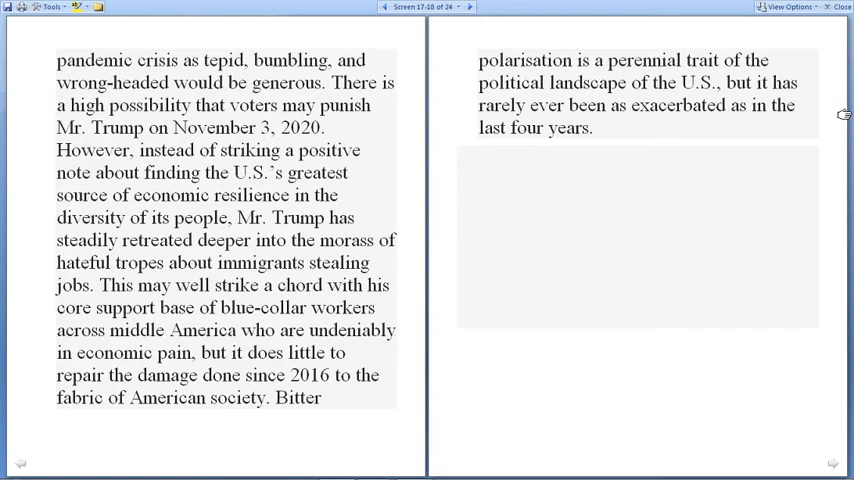 Tools
Screen 17-18 of 24
View Options
Close
pandemic crisis as tepid, bumbling, and
wrong-headed would be generous. There is
a high possibility that voters may punish
Mr. Trump on November 3, 2020.
However, instead of striking a positive
note about finding the U.S.'s greatest
source of economic resilience in the
diversity of its people, Mr. Trump has
steadily retreated deeper into the morass of
hateful tropes about immigrants stealing
jobs. This may well strike a chord with his
core support base of blue-collar workers
across middle America who are undeniably
in economic pain, but it does little to
repair the damage done since 2016 to the
fabric of American society. Bitter
polarisation is a perennial trait of the
political landscape of the U.S., but it has
rarely ever been as exacerbated as in the
last four years.